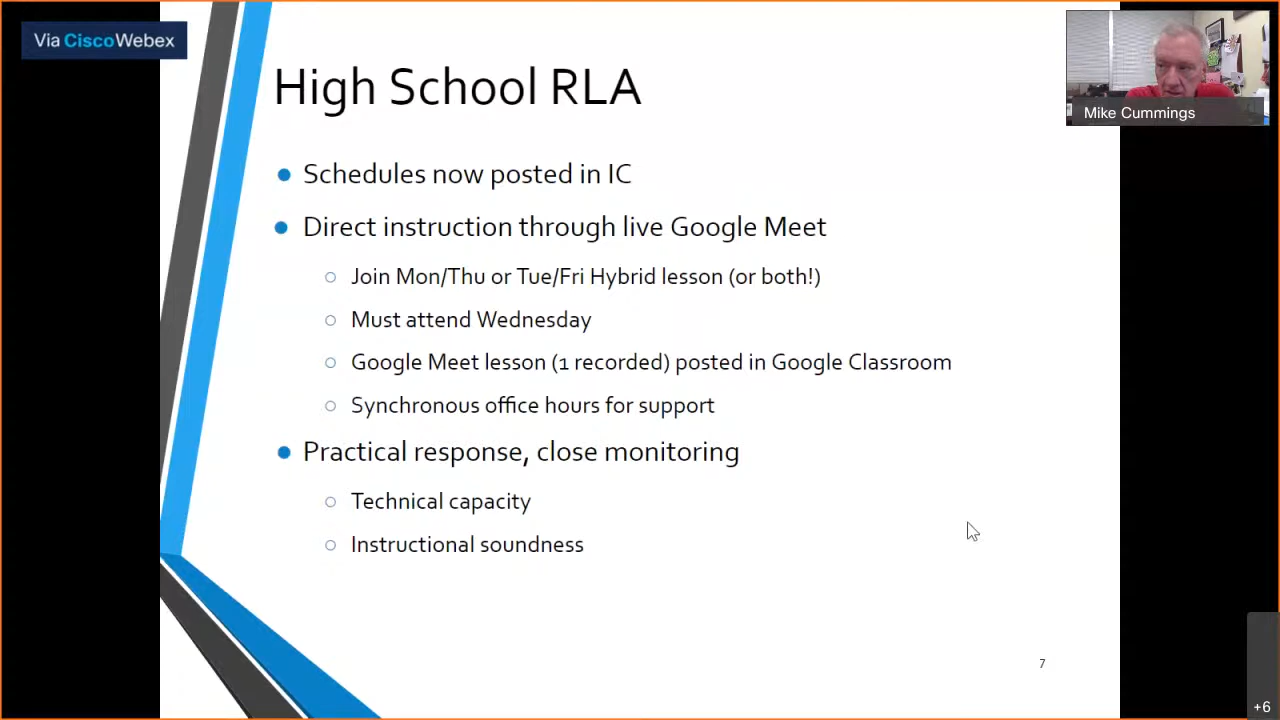 Via CiscoWebex
High School RLA
Mike Cummings
Schedules now posted in IC
Direct instruction through live Google Meet
Join Mon/Thu or Tue/Fri Hybrid lesson (or both!)
Must attend Wednesday
Google Meet lesson (1 recorded) posted in Google Classroom
Synchronous office hours for support
Practical response, close monitoring
Technical capacity
Instructional soundness
7
+6